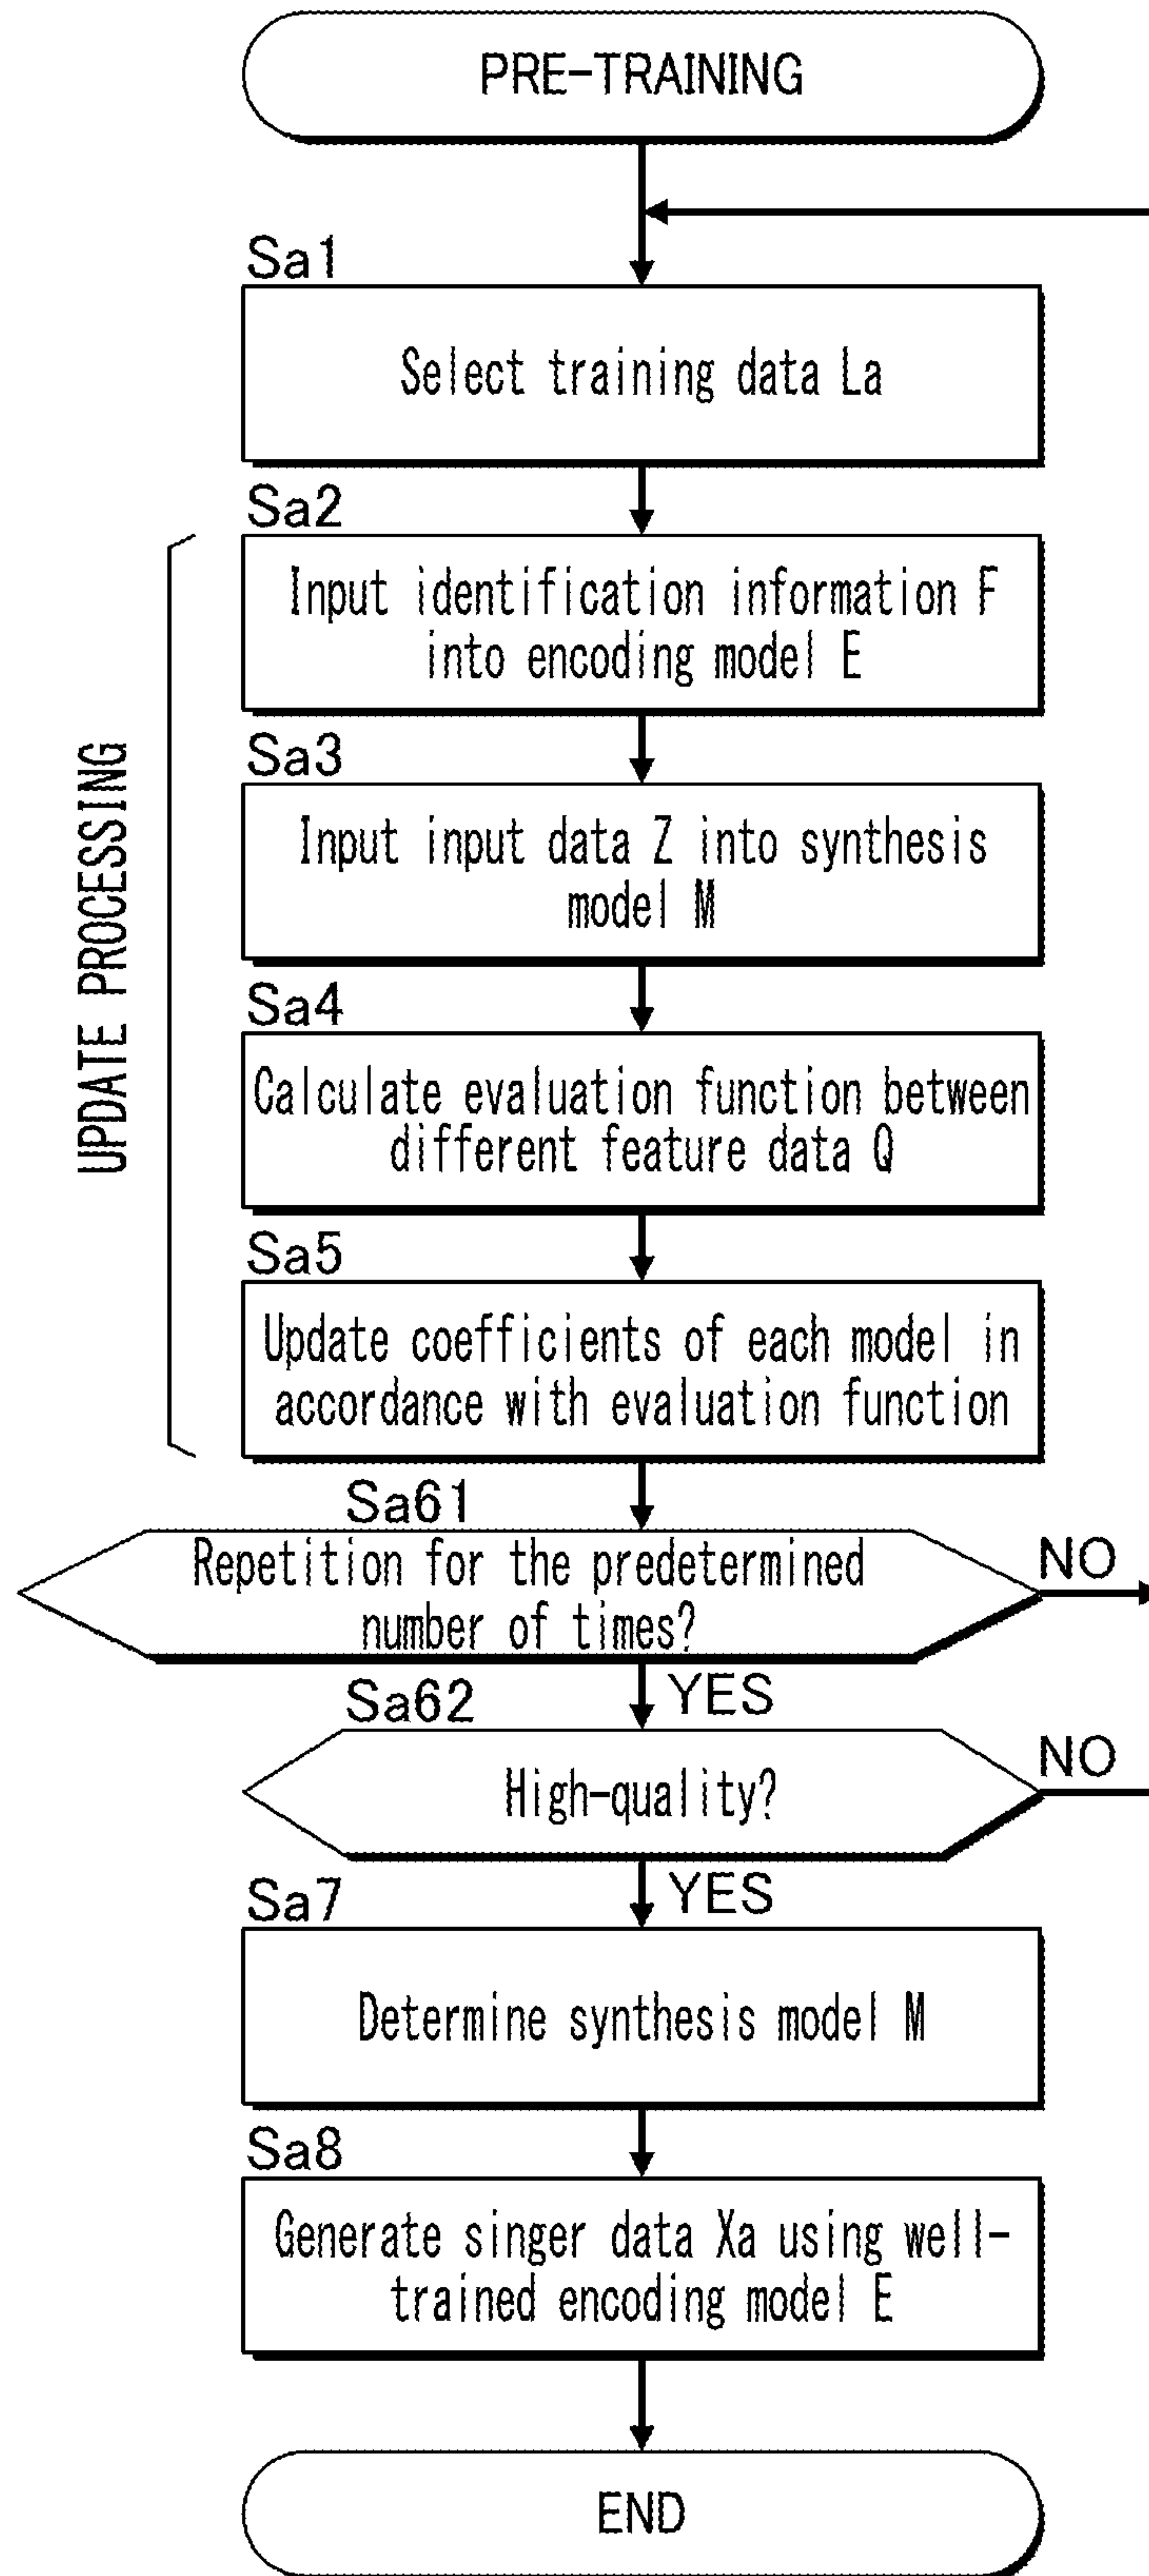 PRE-TRAINING
Sa1
Select training data La
Sa2
Input identification information F
into encoding model E
UPDATE PROCESSING
Sa3
Input input data Z into synthesis
model M
Sa4
Calculate evaluation function between
different feature data Q
Sa5
Update coefficients of each model in
accordance with evaluation function
Sa61
Repetition for the predetermined
number of times?
NO
YES
Sa62
High-quality?
NO
YES
Sa7
Determine synthesis model M
Sa8
Generate singer data Xa using well-
trained encoding model E
END